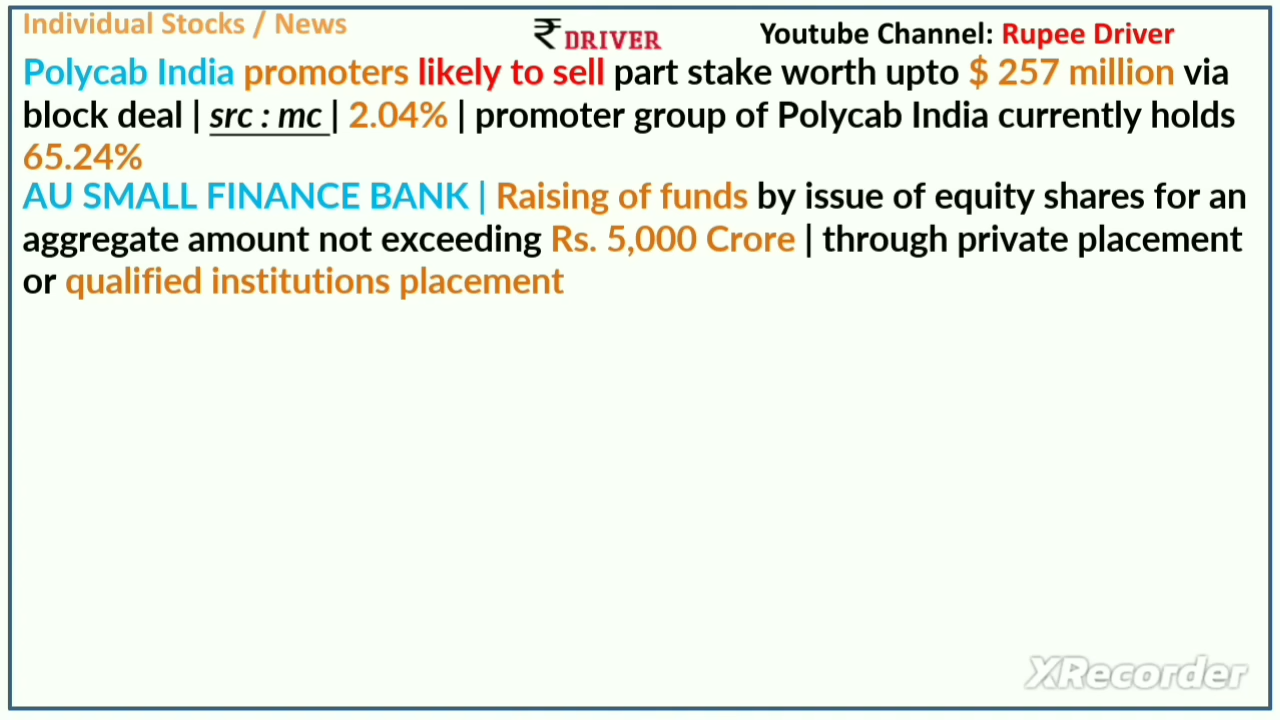 Individual Stocks / News
₹ DRIVER
Youtube Channel: Rupee Driver
Polycab India promoters likely to sell part stake worth upto $ 257 million via
block deal | src : mc | 2.04% | promoter group of Polycab India currently holds
65.24%
AU SMALL FINANCE BANK | Raising of funds by issue of equity shares for an
aggregate amount not exceeding Rs. 5,000 Crore | through private placement
or qualified institutions placement
XRecorder